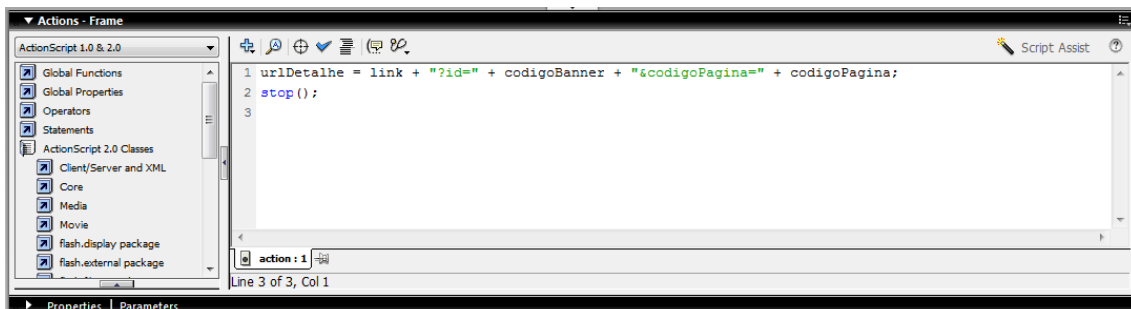 Actions - Frame
ActionScript 1.0 & 2.0
Script Assist
Global Functions
Global Properties
Operators
Statements
ActionScript 2.0 Classes
Client/Server and XML
Core
Media
Movie
flash.display package
flash.external package
1 urlDetalhe = link + "?id=" + codigoBanner + "&codigoPagina=" + codigoPagina;
2 stop();
3
action : 1
Line 3 of 3, Col 1
Properties | Parameters